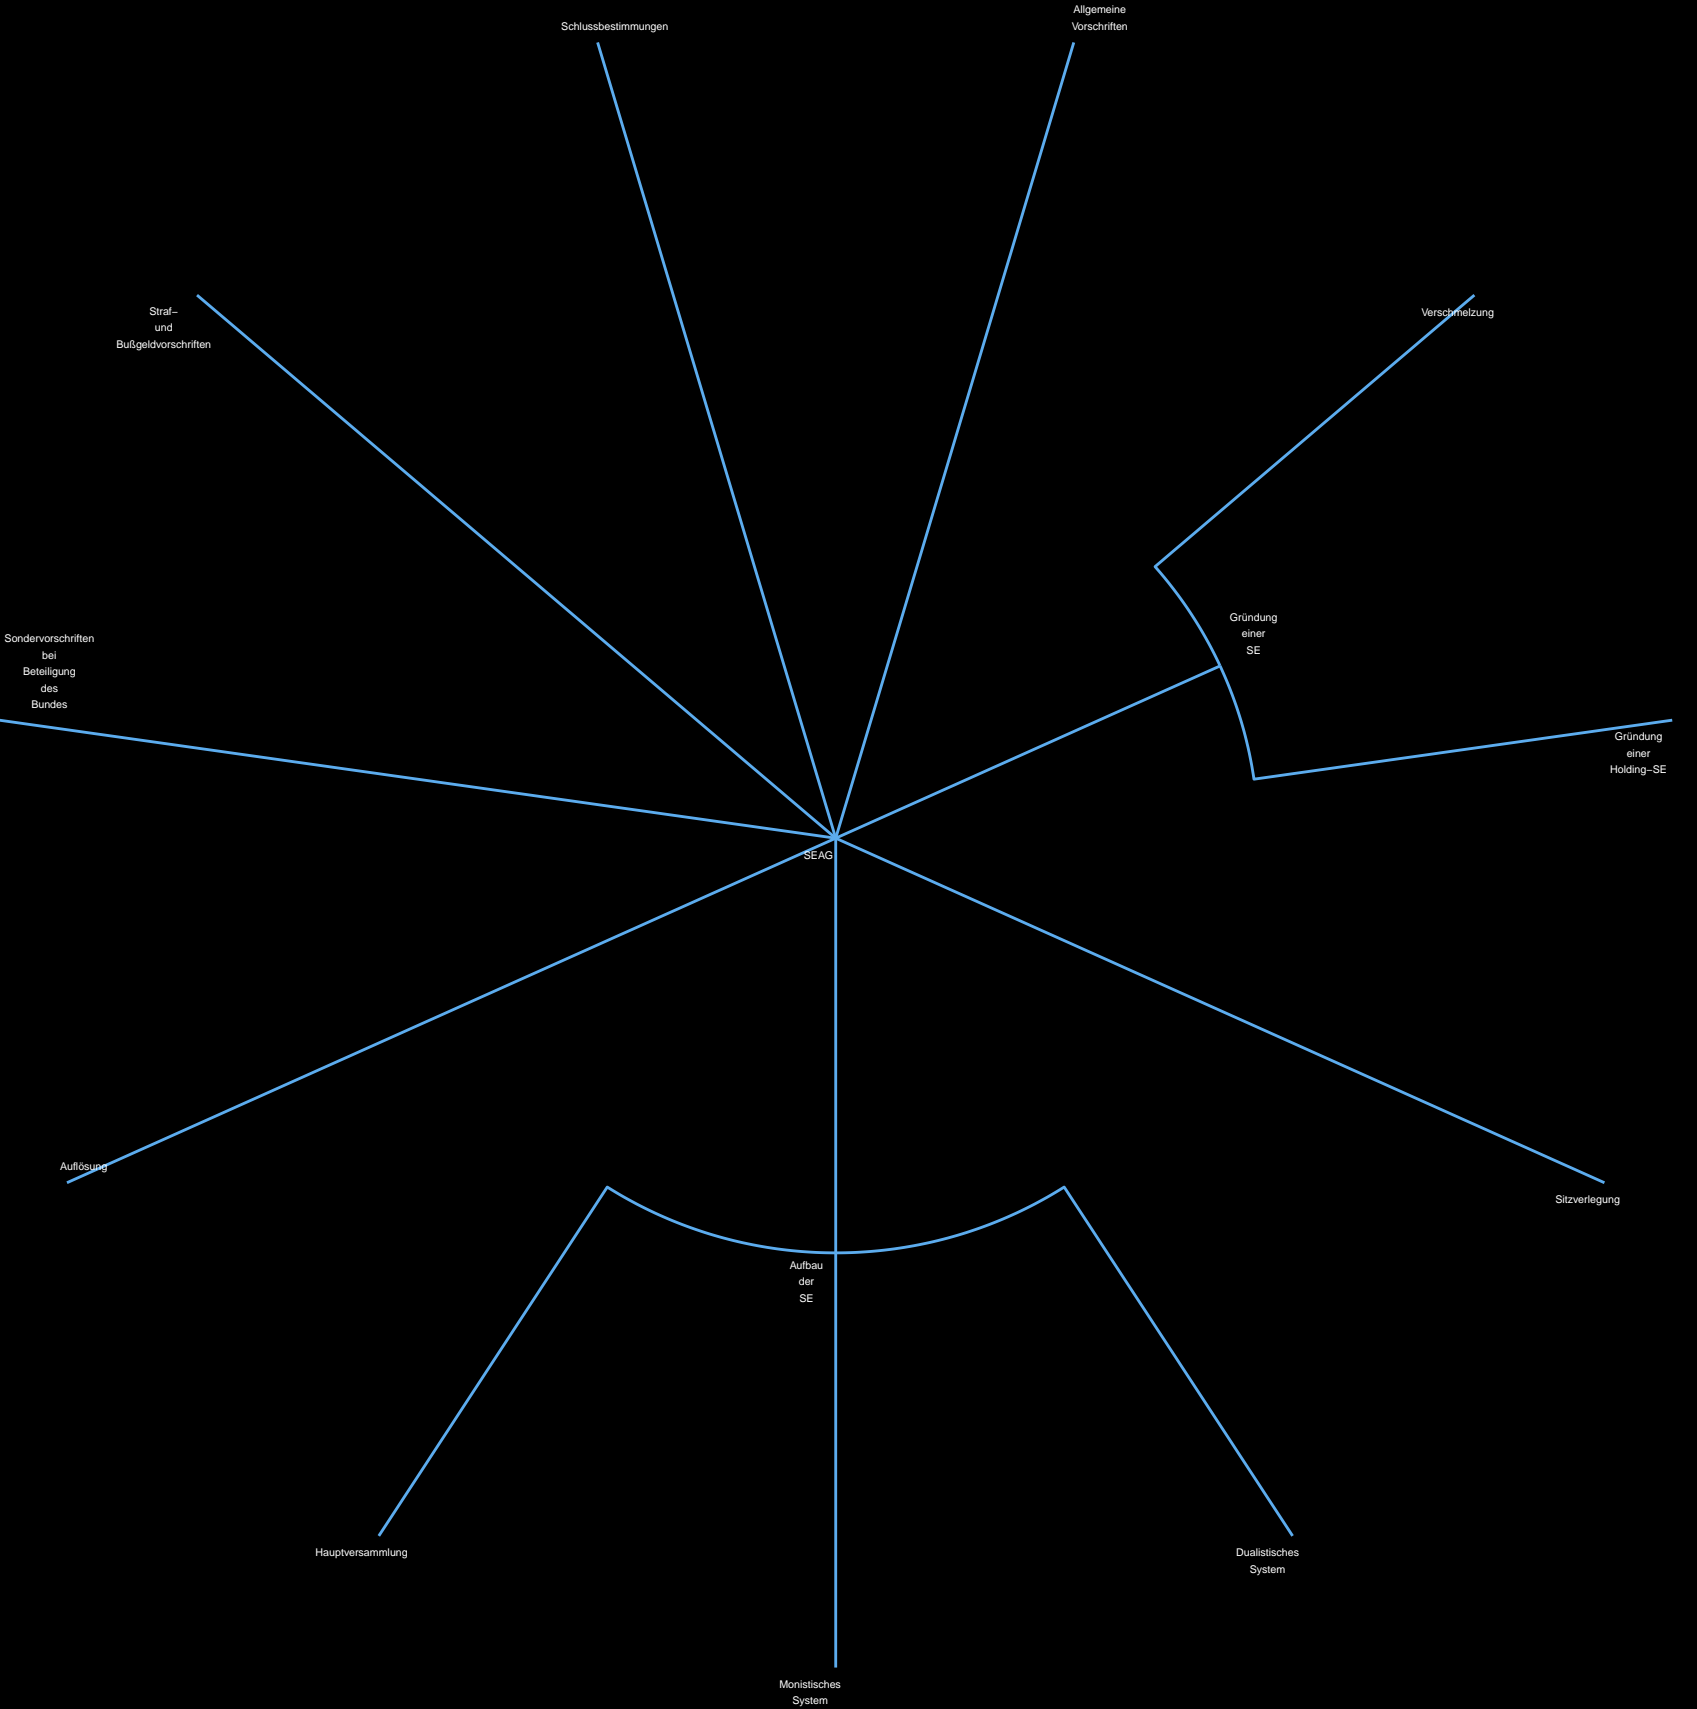 Allgemeine
Vorschriften
Schlussbestimmungen
Straf–
und
Bußgeldvorschriften
Verschmelzung
Gründung
einer
SE
Sondervorschriften
bei
Beteiligung
des
Bundes
Gründung
einer
Holding–SE
SEAG
Auflösung
Sitzverlegung
Aufbau
der
SE
Hauptversammlung
Dualistisches
System
Monistisches
System